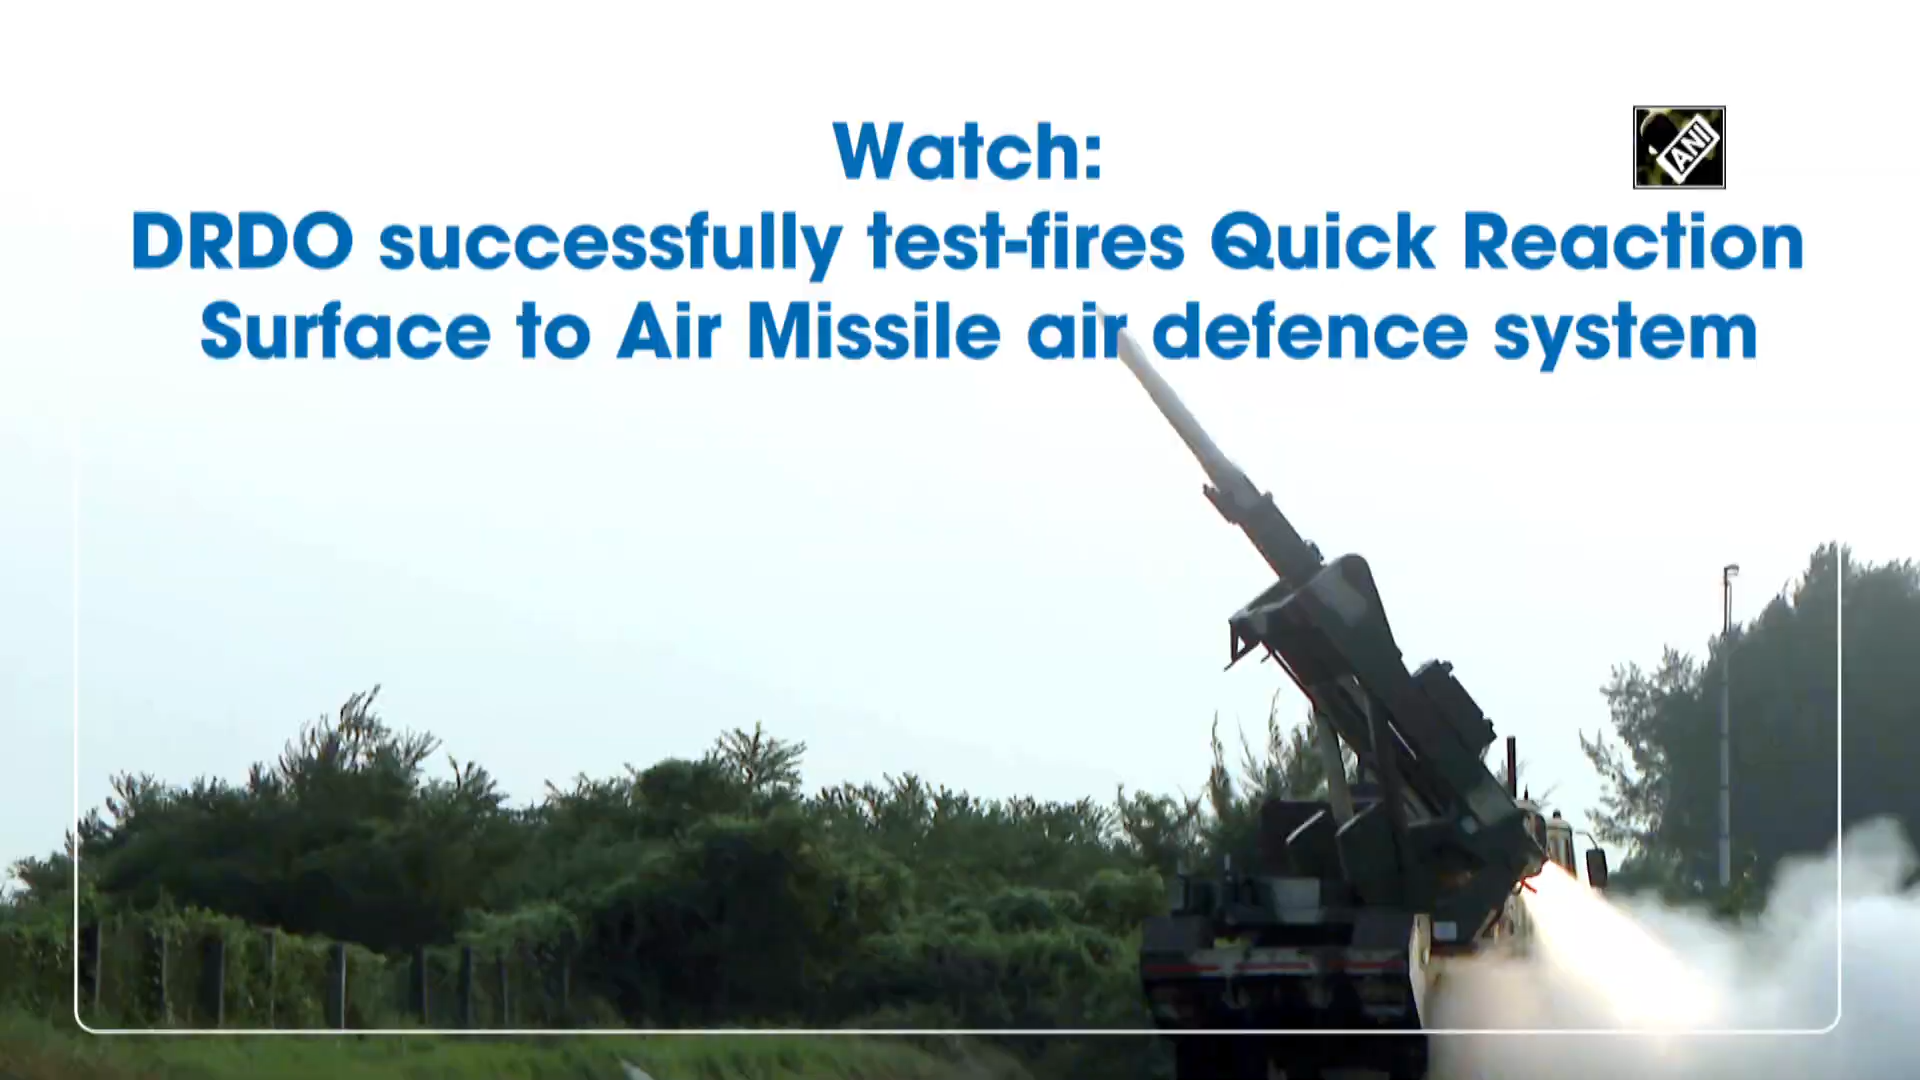 Watch:
ANI
DRDO successfully test-fires Quick Reaction
Surface to Air Missile air defence system